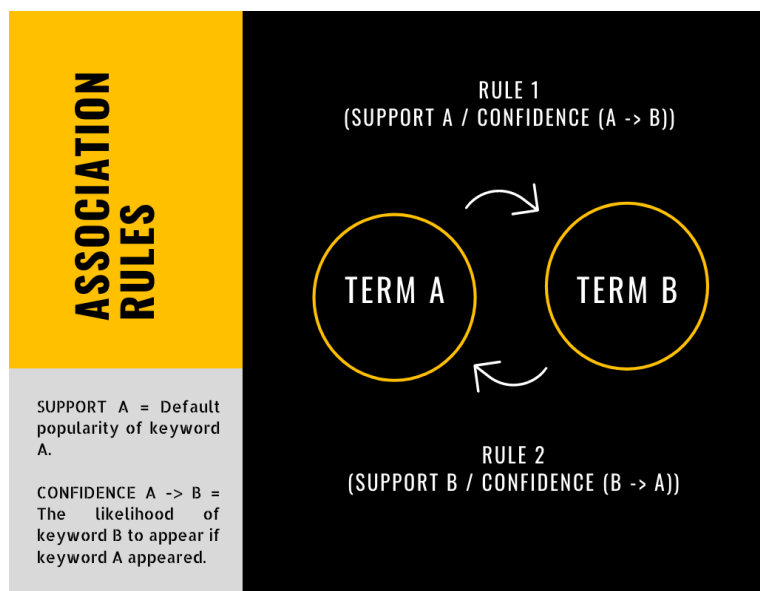 ASSOCIATION
RULES
SUPPORT A = Default
popularity of keyword
A.
CONFIDENCE A -> B =
The likelihood of
keyword B to appear if
keyword A appeared.
RULE 1
(SUPPORT A / CONFIDENCE (A -> B))
TERM A
TERM B
RULE 2
(SUPPORT B / CONFIDENCE (B -> A))